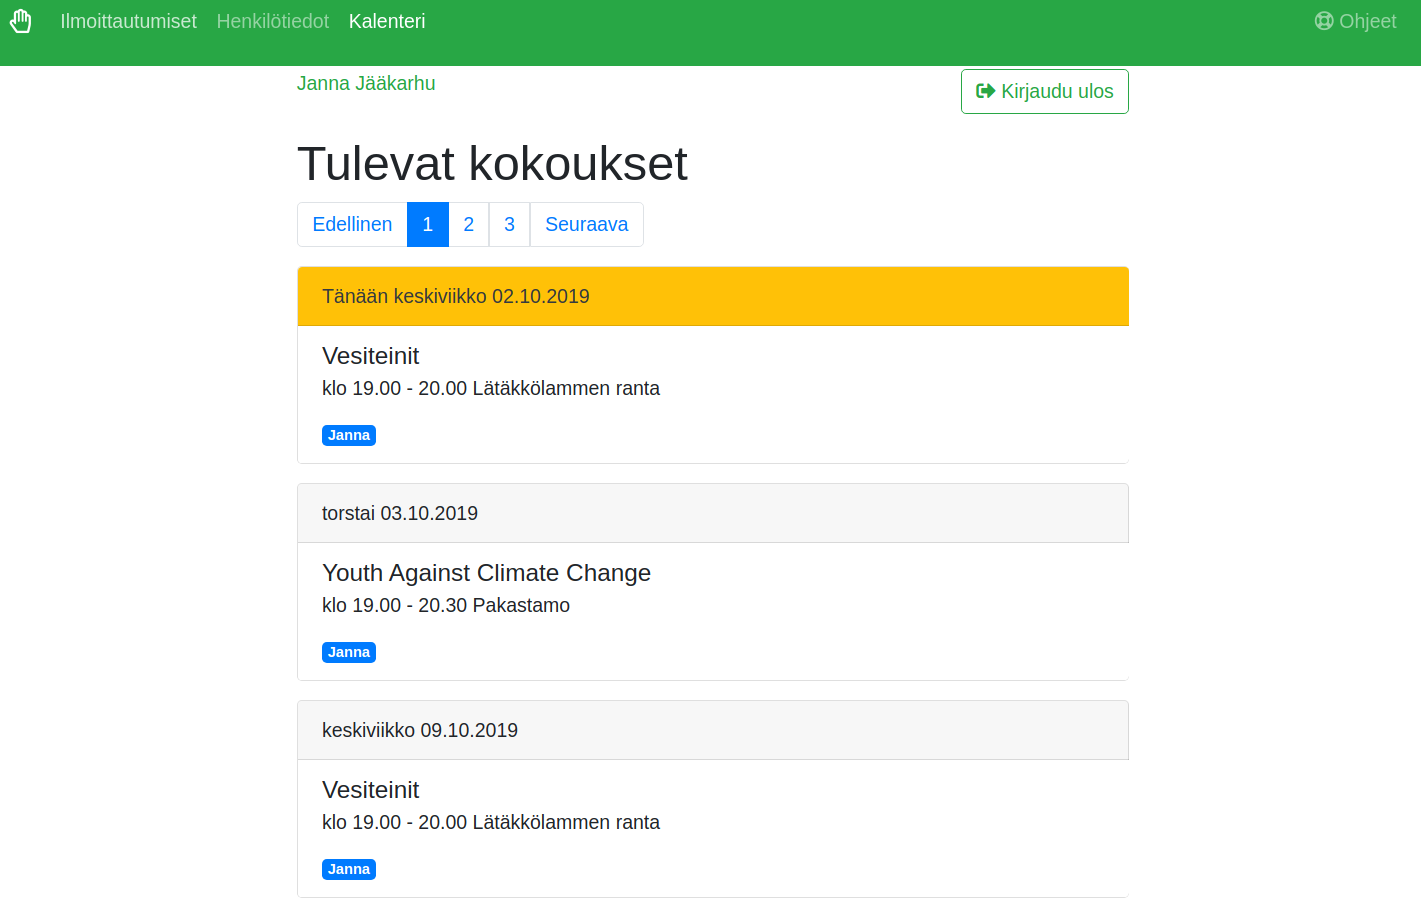 Ilmoittautumiset Henkilötiedot Kalenteri Ohjeet
Janna Jääkarhu Kirjaudu ulos
Tulevat kokoukset
Edellinen 1 2 3 Seuraava
Tänään keskiviikko 02.10.2019
Vesiteinit
klo 19.00 - 20.00 Lätäkkölammen ranta
Janna
torstai 03.10.2019
Youth Against Climate Change
klo 19.00 - 20.30 Pakastamo
Janna
keskiviikko 09.10.2019
Vesiteinit
klo 19.00 - 20.00 Lätäkkölammen ranta
Janna